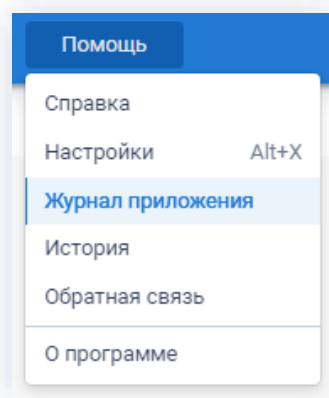 Помощь
Справка
Настройки Alt+X
Журнал приложения
История
Обратная связь
О программе